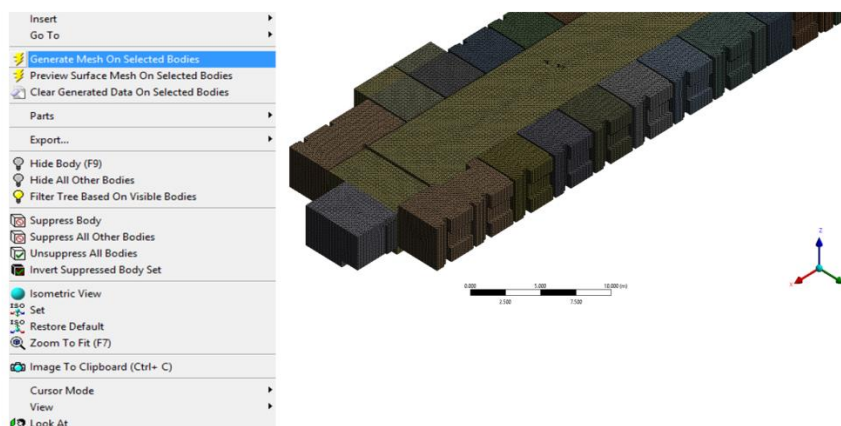 Insert
Go To
Generate Mesh On Selected Bodies
Preview Surface Mesh On Selected Bodies
Clear Generated Data On Selected Bodies
Parts
Export...
Hide Body (F9)
Hide All Other Bodies
Filter Tree Based On Visible Bodies
Suppress Body
Suppress All Other Bodies
Unsuppress All Bodies
Invert Suppressed Body Set
Isometric View
ISO Set
ISO Restore Default
Zoom To Fit (F7)
Image To Clipboard (Ctrl+ C)
Cursor Mode
View
Look At
0.000 5.000 10.000 (m)
2.500 7.500
Z
X